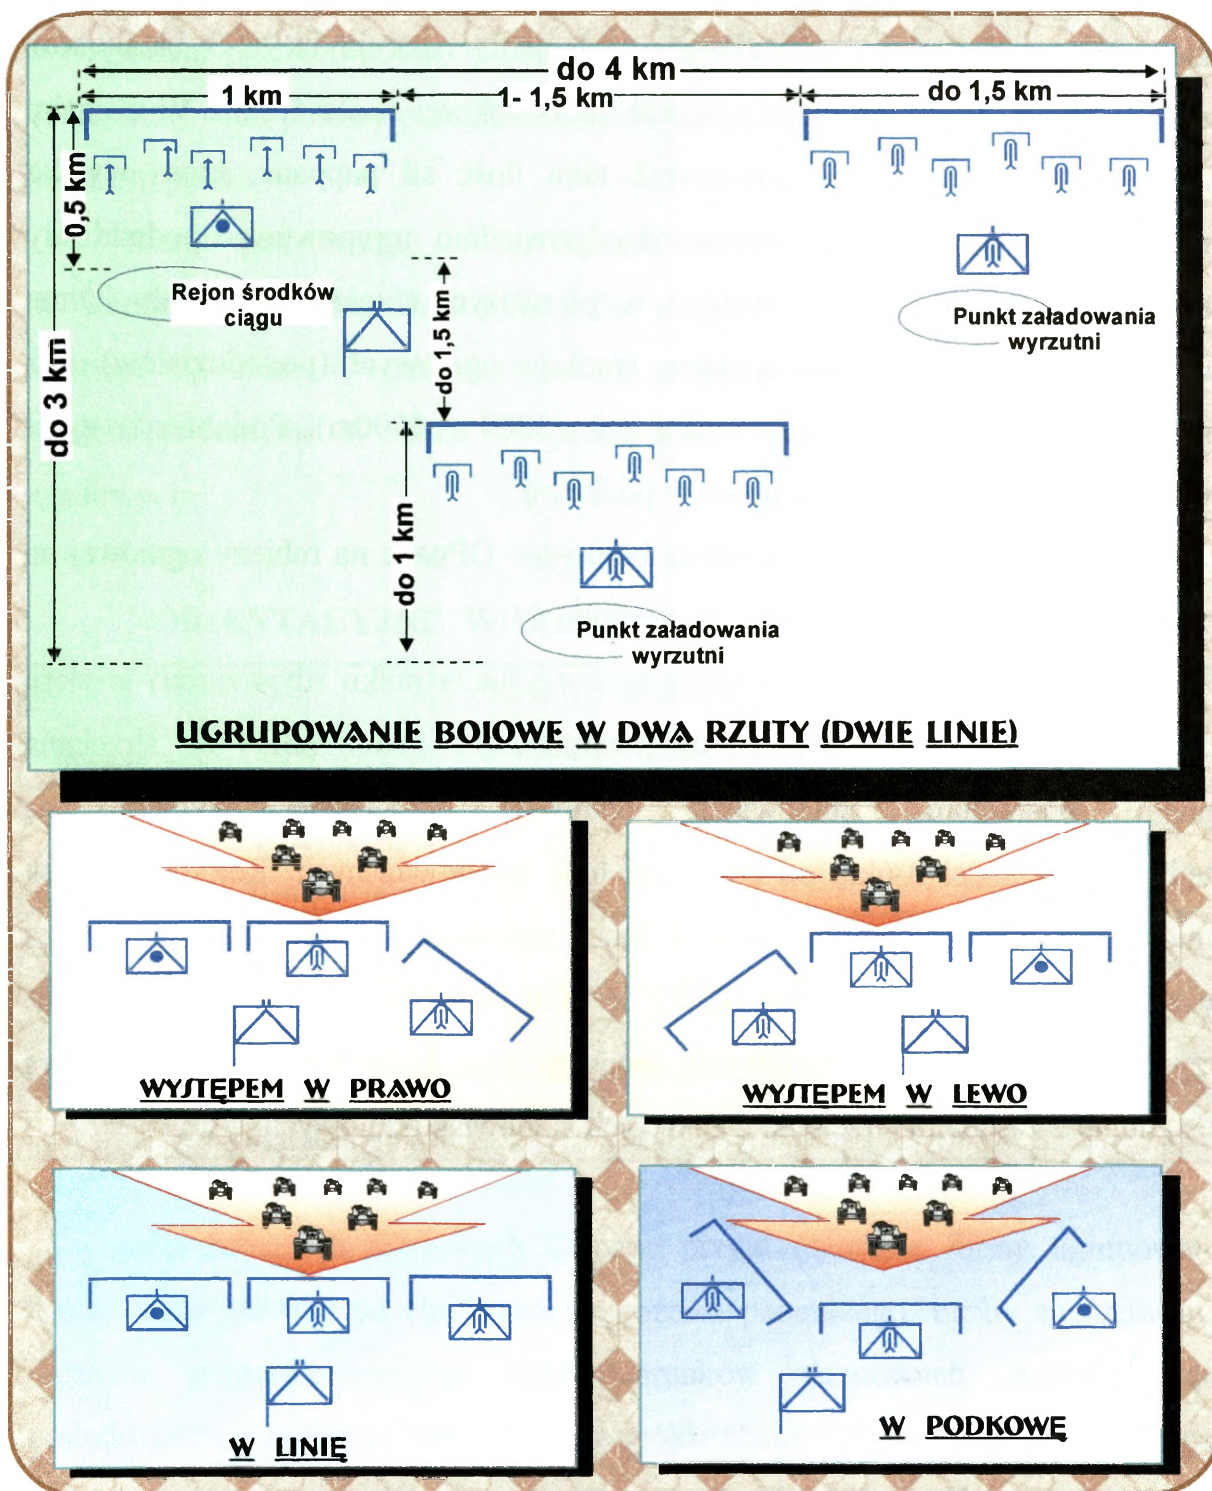 do 4 km
1 km
1- 1,5 km
do 1,5 km
0,5 km
do 3 km
Rejon środków
ciągu
do 1,5 km
Punkt załadowania
wyrzutni
do 1 km
Punkt załadowania
wyrzutni
UGRUPOWANIE BOIOWE W DWA RZUTY (DWIE LINIE)
WYSTĘPEM W PRAWO
WYSTĘPEM W LEWO
W LINIĘ
W PODKOWĘ